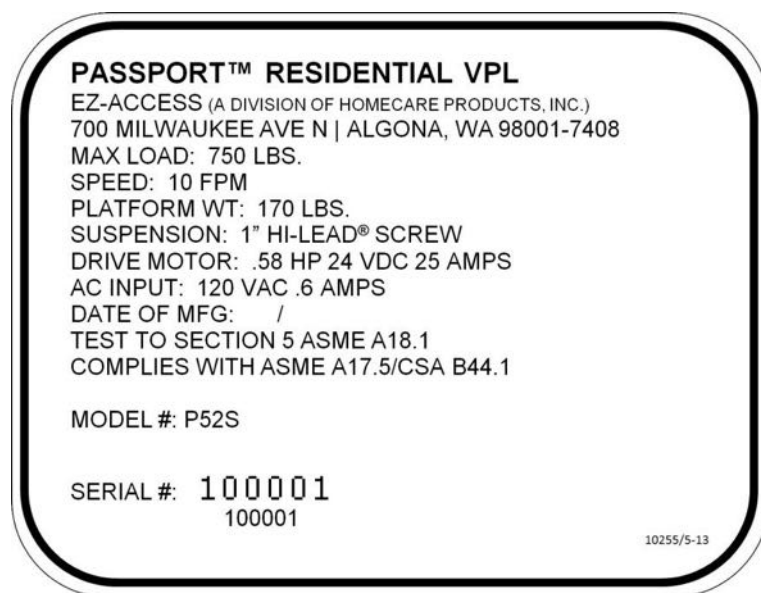 PASSPORT™ RESIDENTIAL VPL
EZ-ACCESS (A DIVISION OF HOMECARE PRODUCTS, INC.)
700 MILWAUKEE AVE N | ALGONA, WA 98001-7408
MAX LOAD: 750 LBS.
SPEED: 10 FPM
PLATFORM WT: 170 LBS.
SUSPENSION: 1” HI-LEAD® SCREW
DRIVE MOTOR: .58 HP 24 VDC 25 AMPS
AC INPUT: 120 VAC .6 AMPS
DATE OF MFG: /
TEST TO SECTION 5 ASME A18.1
COMPLIES WITH ASME A17.5/CSA B44.1
MODEL #: P52S
SERIAL #: 100001
100001
10255/5-13